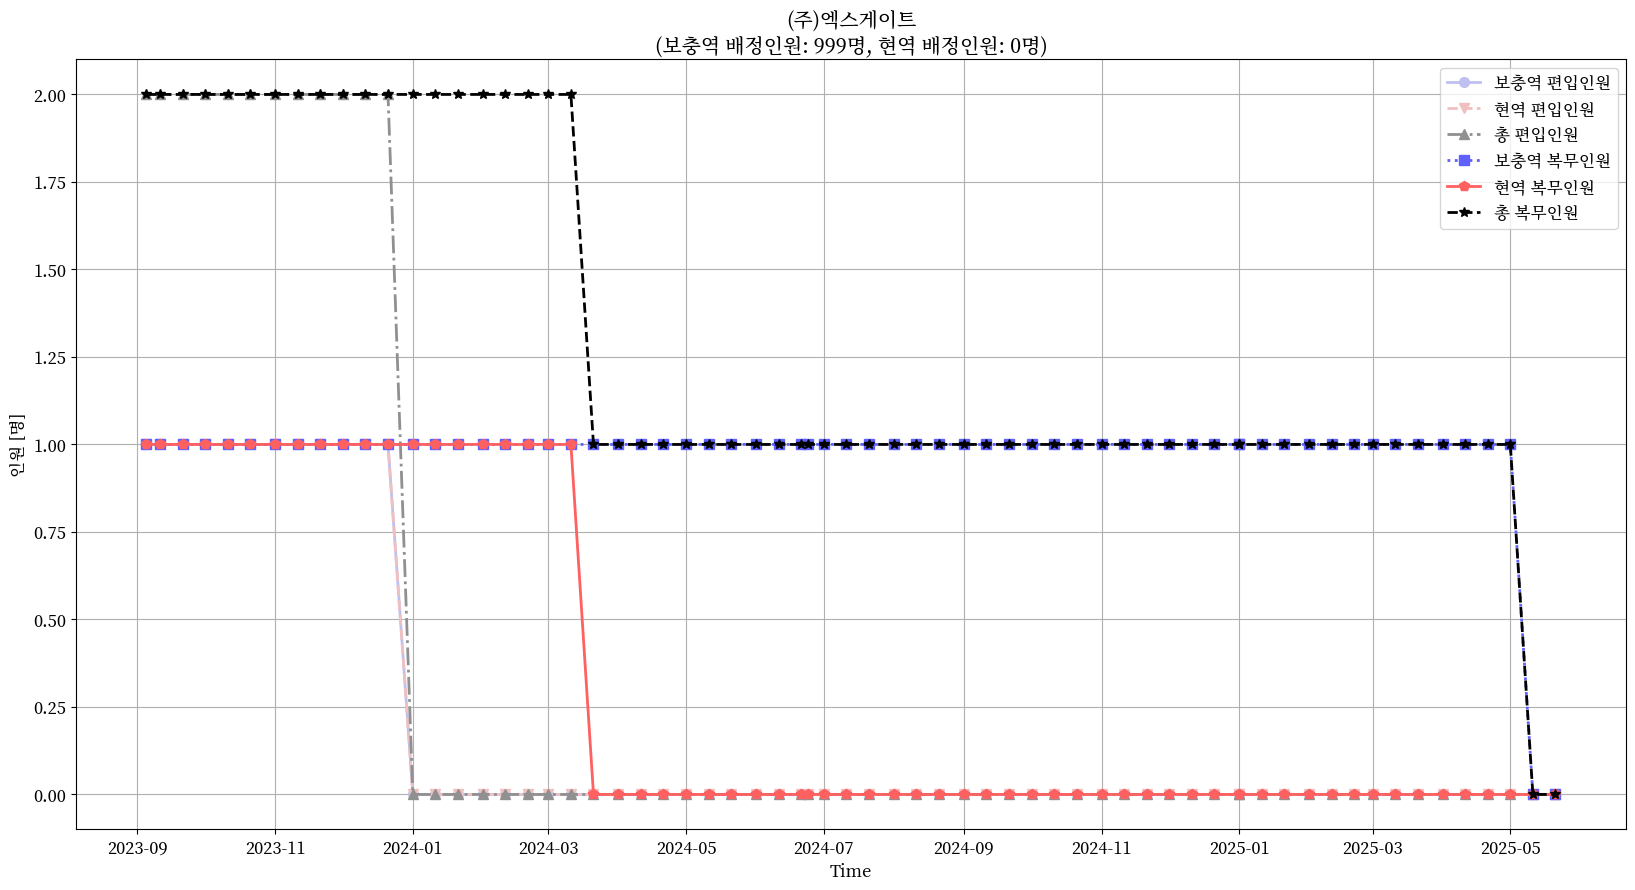 (주)엑스게이트
(보충역 배정인원: 999명, 현역 배정인원: 0명)
보충역 편입인원
현역 편입인원
총 편입인원
보충역 복무인원
현역 복무인원
총 복무인원
인원 [명]
2.00
1.75
1.50
1.25
1.00
0.75
0.50
0.25
0.00
2023-09 2023-11 2024-01 2024-03 2024-05 2024-07 2024-09 2024-11 2025-01 2025-03 2025-05
Time